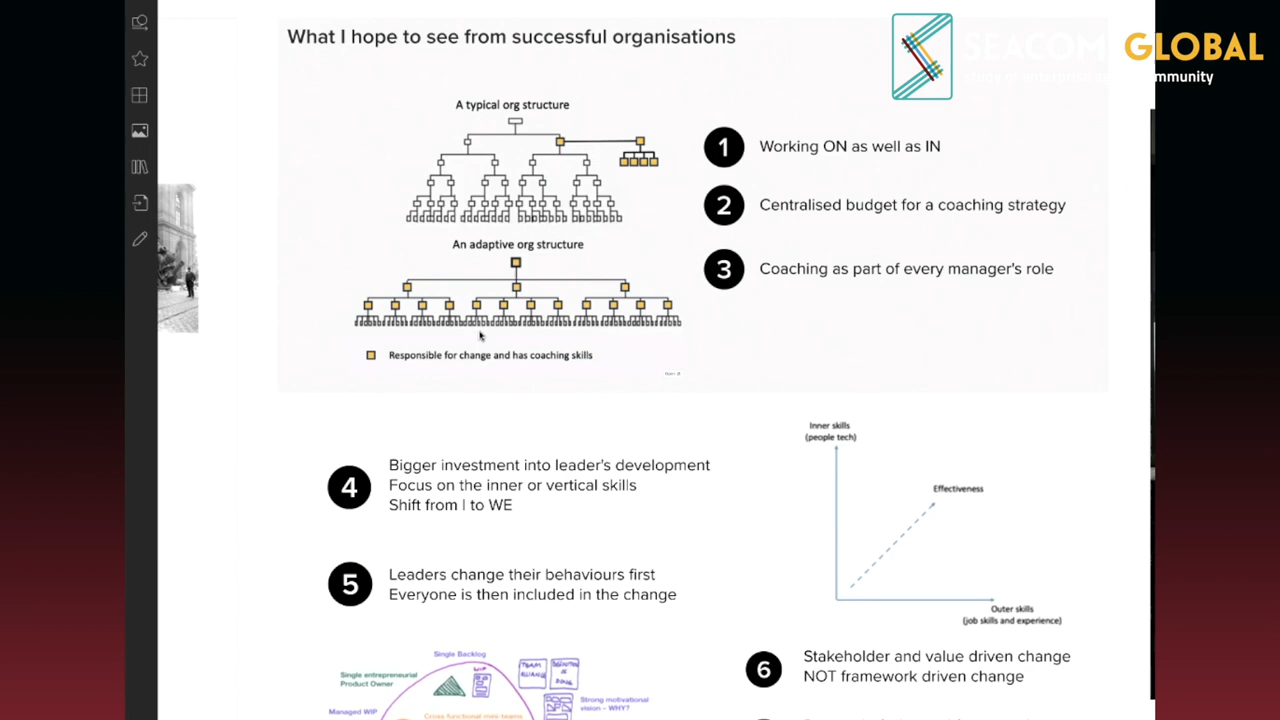 What I hope to see from successful organisations
SEACOM GLOBAL
A typical org structure
1 Working ON as well as IN
2 Centralised budget for a coaching strategy
An adaptive org structure
3 Coaching as part of every manager's role
Responsible for change and has coaching skills
Inner skills
(people tech)
4 Bigger investment into leader's development
Focus on the inner or vertical skills
Shift from I to WE
Effectiveness
5 Leaders change their behaviours first
Everyone is then included in the change
Outer skills
(job skills and experience)
6 Stakeholder and value driven change
NOT framework driven change
Single Backlog
Single entrepreneurial
Product Owner
TEAM
ALLIANCE
Strong motivational
vision - WHY?
Managed WIP
Cross functional mini teams